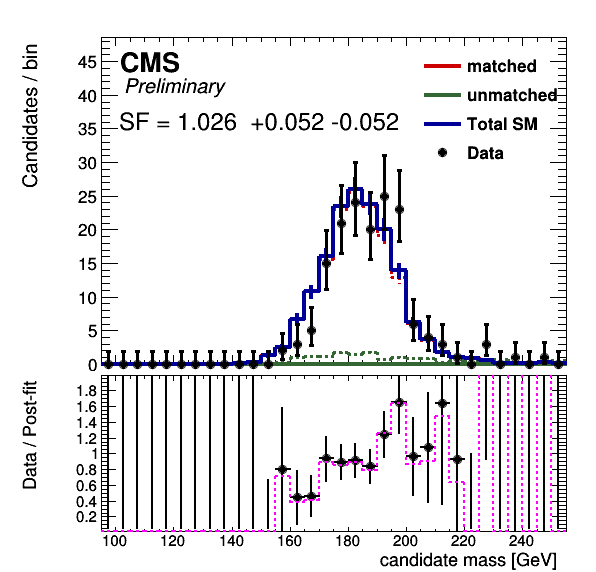 CMS
Preliminary
SF = 1.026 +0.052 -0.052
matched
unmatched
Total SM
Data
Candidates / bin
45
40
35
30
25
20
15
10
5
0
Data / Post-fit
1.8
1.6
1.4
1.2
1
0.8
0.6
0.4
0.2
100 120 140 160 180 200 220 240
candidate mass [GeV]